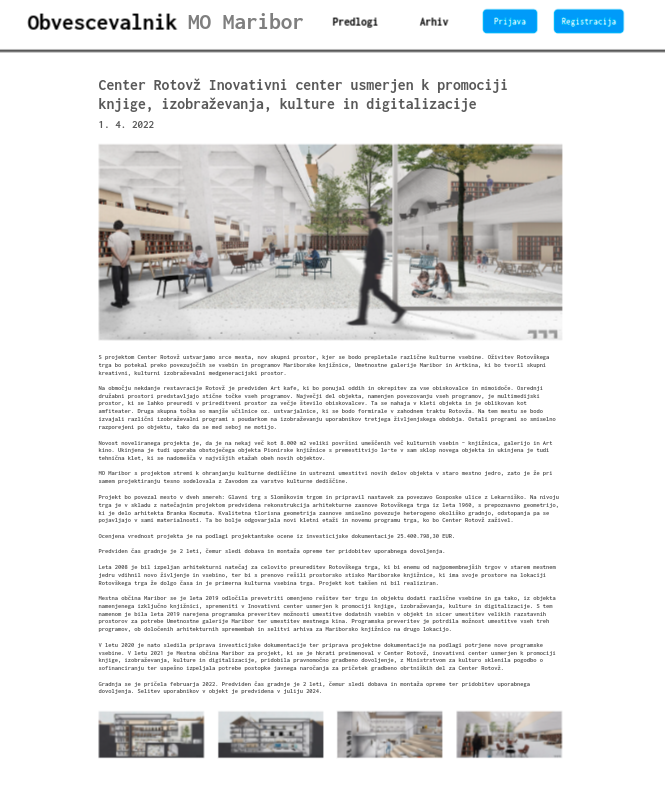 Obvescevalnik MO Maribor
Predlogi
Arhiv
Prijava
Registracija
Center Rotovž Inovativni center usmerjen k promociji
knjige, izobraževanja, kulture in digitalizacije
1. 4. 2022
S projektom Center Rotovž ustvarjamo srce mesta, nov skupni prostor, kjer se bodo prepletale različne kulturne vsebine. Oživitev Rotovškega
trga bo potekal preko povezujočih se vsebin in programov Mariborske knjižnice, Umetnostne galerije Maribor in Artkina, ki bo tvoril skupni
kreativni, kulturni izobraževalni medgeneracijski prostor.
Na območju nekdanje restavracije Rotovž je predviden Art kafe, ki bo ponujal oddih in okrepitev za vse obiskovalce in mimoidoče. Osrednji
družabni prostori predstavljajo stične točke vseh programov. Največji del objekta, namenjen povezovanju vseh programov, je multimedijski
prostor, ki se lahko preuredi v prireditveni prostor za večje število obiskovalcev. Ta se nahaja v kleti objekta in je oblikovan kot
amfiteater. Druga skupna točka so manjše učilnice oz. ustvarjalnice, ki se bodo formirale v zahodnem traktu Rotovža. Na tem mestu se bodo
izvajali različni izobraževalni programi s poudarkom na izobraževanju uporabnikov tretjega življenjskega obdobja. Ostali programi so smiselno
razporejeni po objektu, tako da se med seboj ne motijo.
Novost noveliranega projekta je, da je na nekaj več kot 8.000 m2 veliki površini umeščenih več kulturnih vsebin – knjižnica, galerijo in Art
kino. Ukinjena je tudi uporaba obstoječega objekta Pionirske knjižnice s premestitvijo le-te v sam sklop novega objekta in ukinjena je tudi
tehnična klet, ki se nadomešča v najvišjih etažah obeh novih objektov.
MO Maribor s projektom stremi k ohranjanju kulturne dediščine in ustrezni umestitvi novih delov objekta v staro mestno jedro, zato je že pri
samem projektiranju tesno sodelovala z Zavodom za varstvo kulturne dediščine.
Projekt bo povezal mesto v dveh smereh: Glavni trg s Slomškovim trgom in pripravil nastavek za povezavo Gosposke ulice z Lekarniško. Na nivoju
trga je v skladu z natečajnim projektom predvidena rekonstrukcija arhitekturne zasnove Rotovškega trga iz leta 1960, s prepoznavno geometrijo,
ki je delo arhitekta Branka Kocmuta. Kvalitetna tlorisna geometrija zasnove smiselno povezuje heterogeno okoliško gradnjo, odstopanja pa se
pojavljajo v sami materialnosti. Ta bo bolje odgovarjala novi kletni etaži in novemu programu trga, ko bo Center Rotovž zaživel.
Ocenjena vrednost projekta je na podlagi projektantske ocene iz investicijske dokumentacije 25.400.798,30 EUR.
Predviden čas gradnje je 2 leti, čemur sledi dobava in montaža opreme ter pridobitev uporabnega dovoljenja.
Leta 2008 je bil izpeljan arhitekturni natečaj za celovito preureditev Rotovškega trga, ki bi enemu od najpomembnejših trgov v starem mestnem
jedru vdihnil novo življenje in vsebino, ter bi s prenovo rešili prostorsko stisko Mariborske knjižnice, ki ima svoje prostore na lokaciji
Rotovškega trga že dolgo časa in je primerna kulturna vsebina trga. Projekt kot takšen ni bil realiziran.
Mestna občina Maribor se je leta 2019 odločila prevetriti omenjeno rešitev ter trgu in objektu dodati različne vsebine in ga tako, iz objekta
namenjenega izključno knjižnici, spremeniti v Inovativni center usmerjen k promociji knjige, izobraževanja, kulture in digitalizacije. S tem
namenom je bila leta 2019 narejena programska preveritev možnosti umestitve dodatnih vsebin v objekt in sicer umestitev velikih razstavnih
prostorov za potrebe Umetnostne galerije Maribor ter umestitev mestnega kina. Programska preveritev je potrdila možnost umestitve vseh treh
programov, ob določenih arhitekturnih spremembah in selitvi arhiva za Mariborsko knjižnico na drugo lokacijo.
V letu 2020 je nato sledila priprava investicijske dokumentacije ter priprava projektne dokumentacije na podlagi potrjene nove programske
vsebine. V letu 2021 je Mestna občina Maribor za projekt, ki se je hkrati preimenoval v Center Rotovž, inovativni center usmerjen k promociji
knjige, izobraževanja, kulture in digitalizacije, pridobila pravnomočno gradbeno dovoljenje, z Ministrstvom za kulturo sklenila pogodbo o
sofinanciranju ter uspešno izpeljala potrebe postopke javnega naročanja za pričetek gradbeno obrtniških del za Center Rotovž.
Gradnja se je pričela februarja 2022. Predviden čas gradnje je 2 leti, čemur sledi dobava in montaža opreme ter pridobitev uporabnega
dovoljenja. Selitev uporabnikov v objekt je predvidena v juliju 2024.